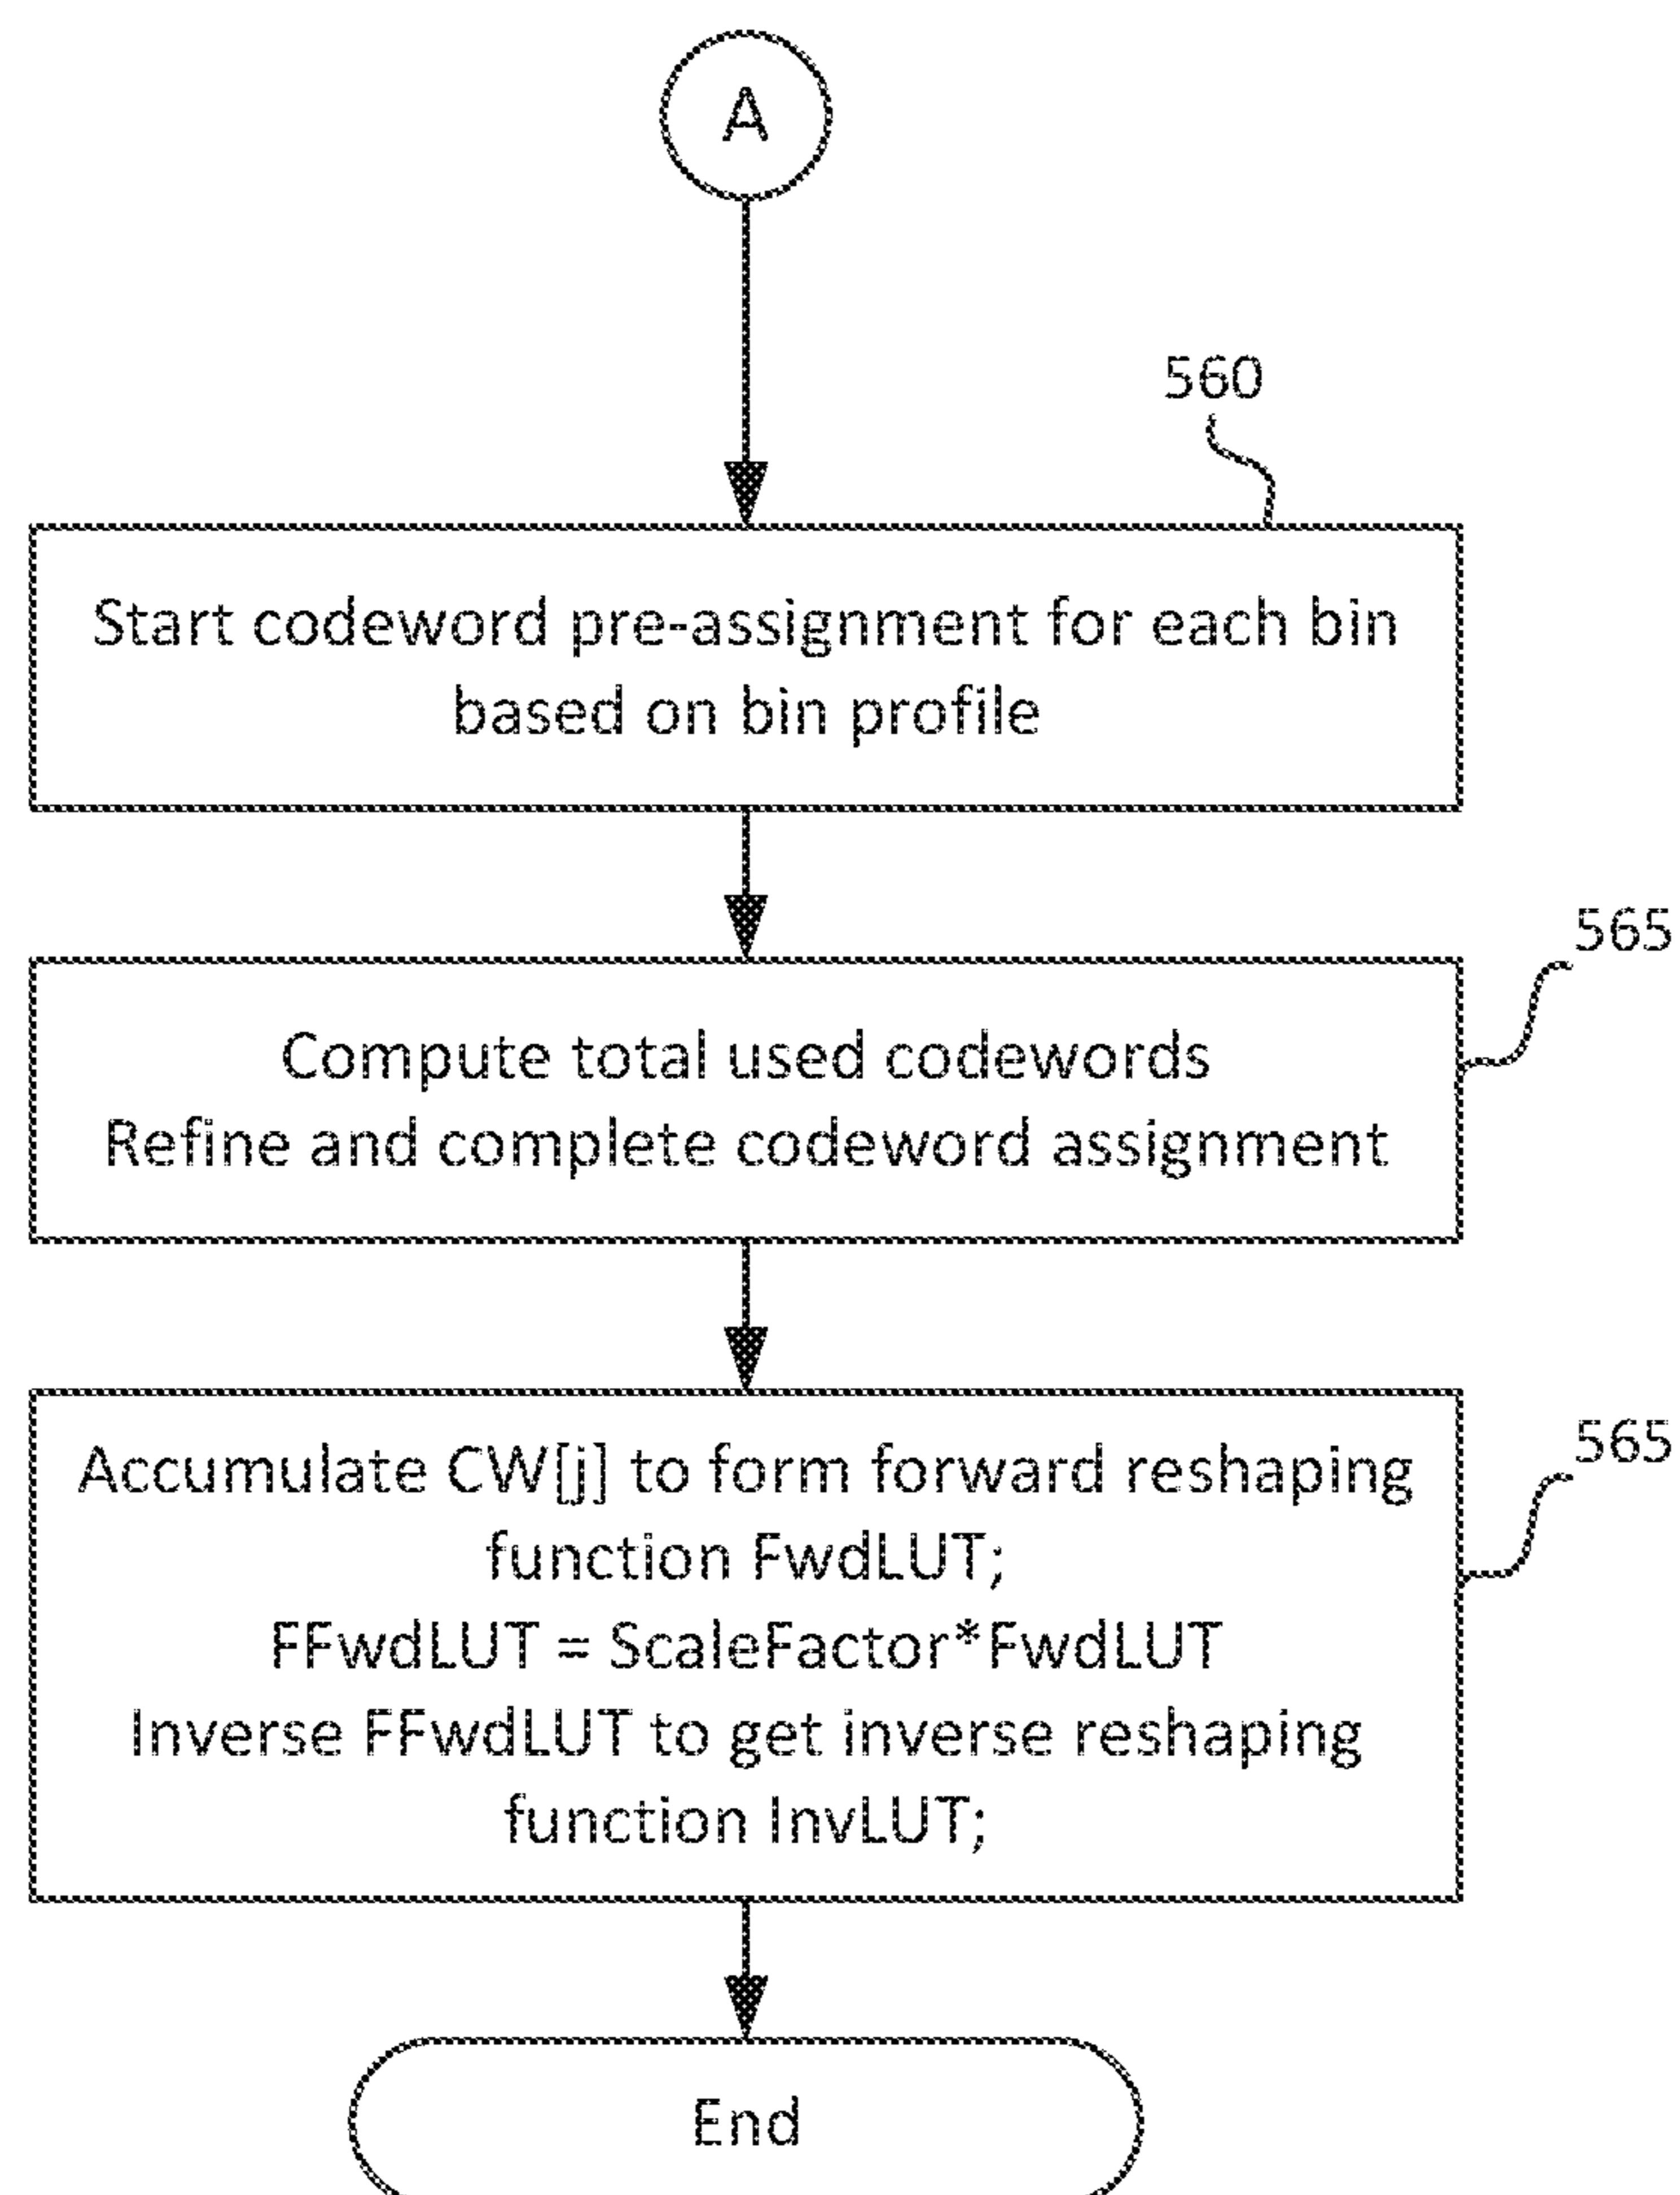 A
560
Start codeword pre-assignment for each bin
based on bin profile
565
Compute total used codewords
Refine and complete codeword assignment
565
Accumulate CW[j] to form forward reshaping
function FwdLUT;
FFwdLUT = ScaleFactor*FwdLUT
Inverse FFwdLUT to get inverse reshaping
function InvLUT;
End